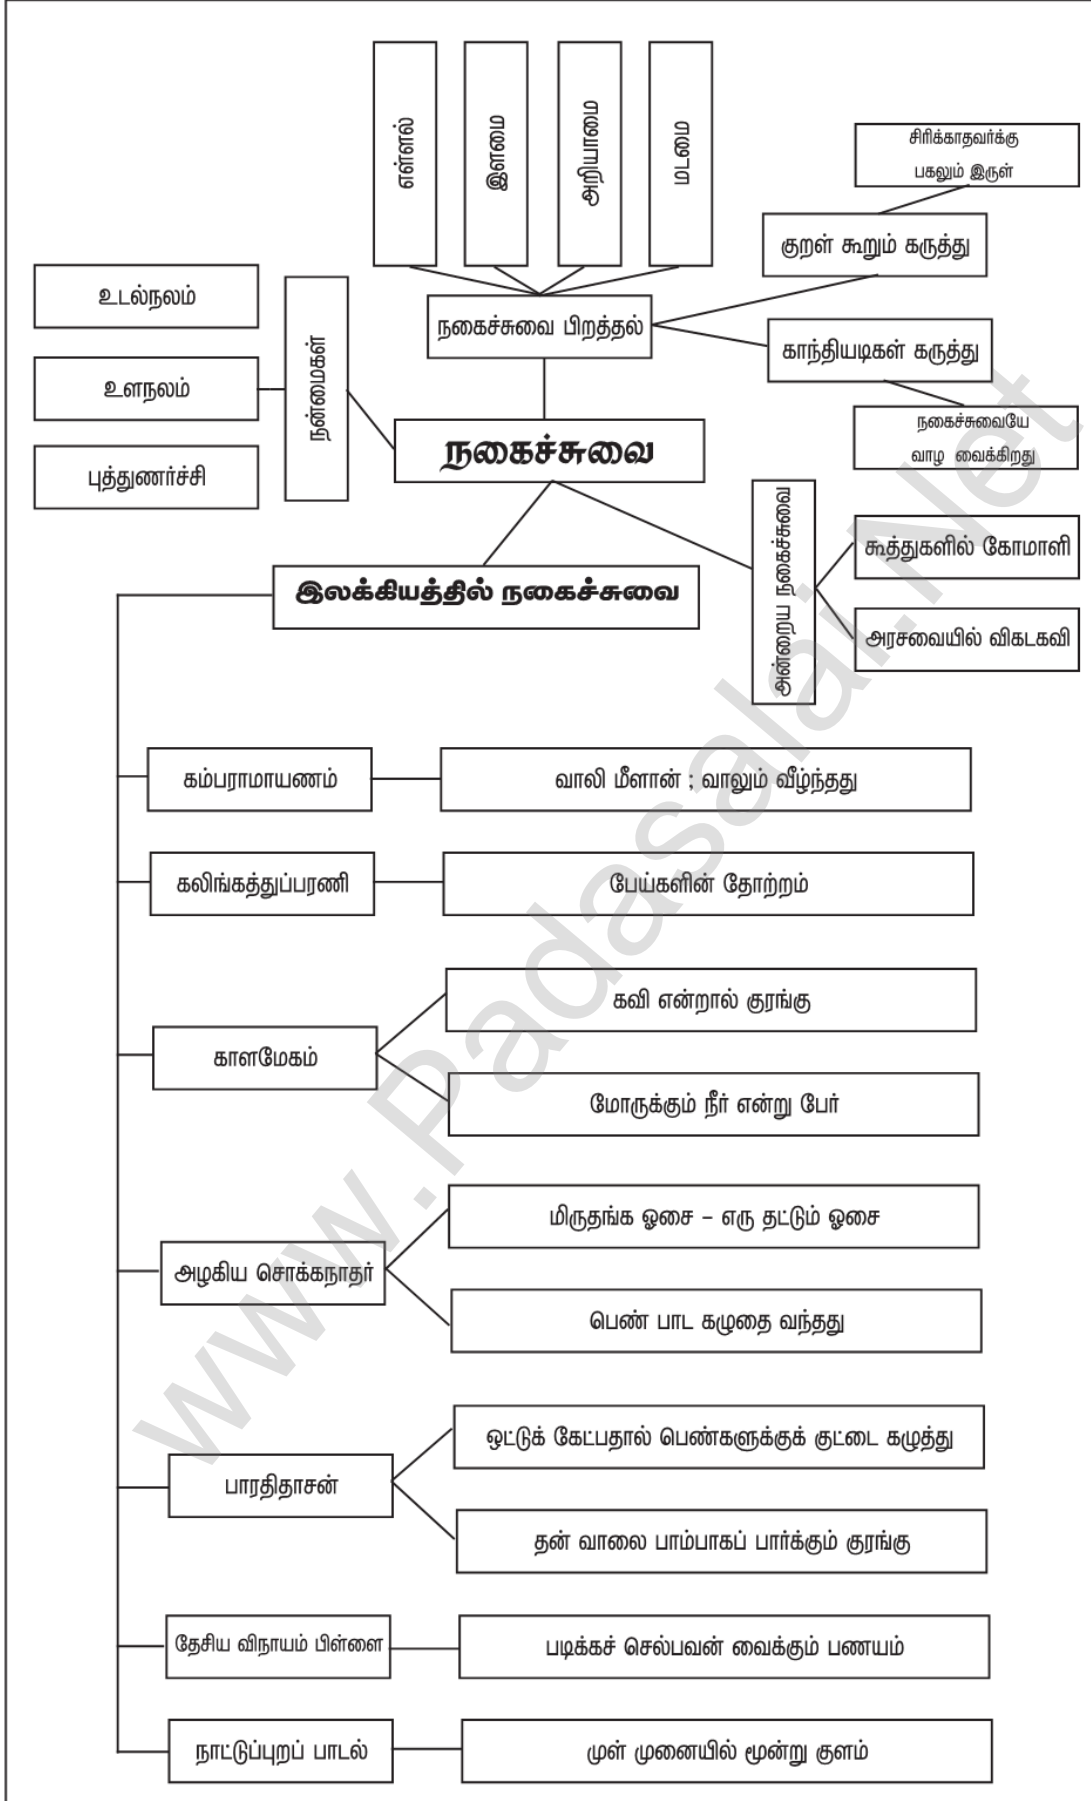 எள்ளல்
இளமை
அறியாமை
மடமை
சிரிக்காதவர்க்கு
பகலும் இருள்
குறள் கூறும் கருத்து
உடல்நலம்
உளநலம்
புத்துணர்ச்சி
நன்மைகள்
நகைச்சுவை பிறத்தல்
காந்தியடிகள் கருத்து
நகைச்சுவையே
வாழ வைக்கிறது
நகைச்சுவை
அன்றைய நகைச்சுவை
கூத்துகளில் கோமாளி
அரசவையில் விகடகவி
இலக்கியத்தில் நகைச்சுவை
கம்பராமாயணம்
வாலி மீளான் ; வாலும் வீழ்ந்தது
கலிங்கத்துப்பரணி
பேய்களின் தோற்றம்
காளமேகம்
கவி என்றால் குரங்கு
மோருக்கும் நீர் என்று பேர்
அழகிய சொக்கநாதர்
மிருதங்க ஓசை – எரு தட்டும் ஓசை
பெண் பாட கழுதை வந்தது
பாரதிதாசன்
ஒட்டுக் கேட்பதால் பெண்களுக்குக் குட்டை கழுத்து
தன் வாலை பாம்பாகப் பார்க்கும் குரங்கு
தேசிய விநாயம் பிள்ளை
படிக்கச் செல்பவன் வைக்கும் பணயம்
நாட்டுப்புறப் பாடல்
முள் முனையில் மூன்று குளம்
www.Padasalai.Net